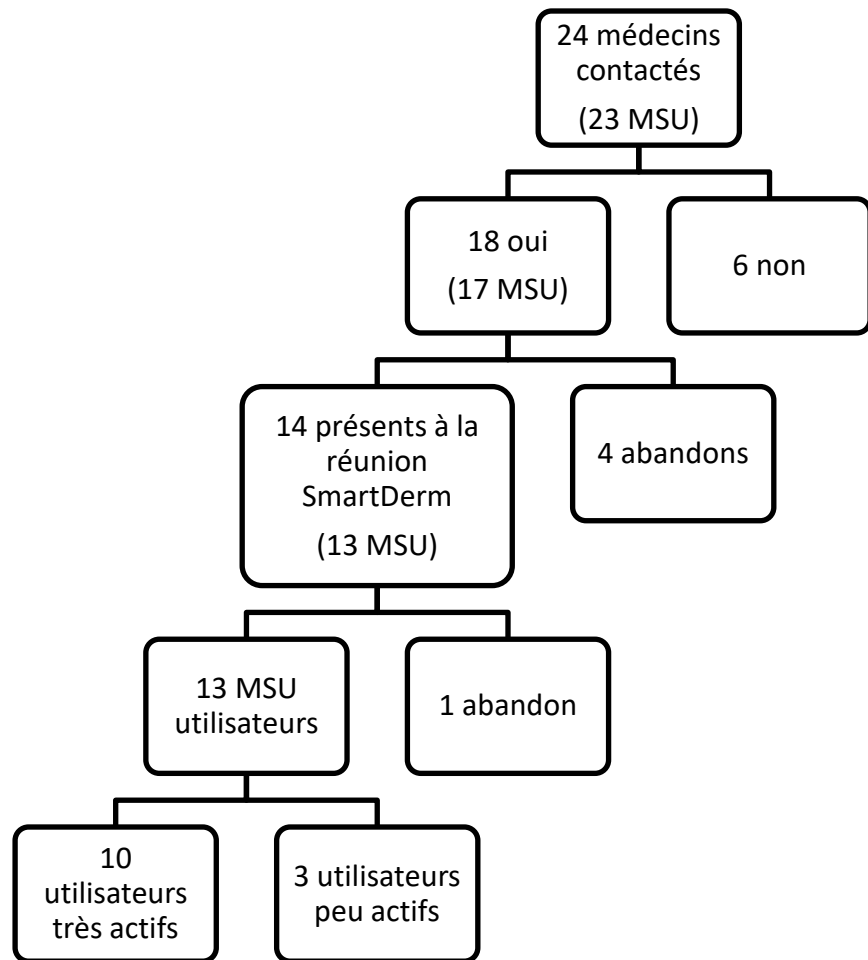 24 médecins
contactés
(23 MSU)
18 oui
(17 MSU)
6 non
14 présents à la
réunion
SmartDerm
(13 MSU)
4 abandons
13 MSU
utilisateurs
1 abandon
10
utilisateurs
très actifs
3 utilisateurs
peu actifs